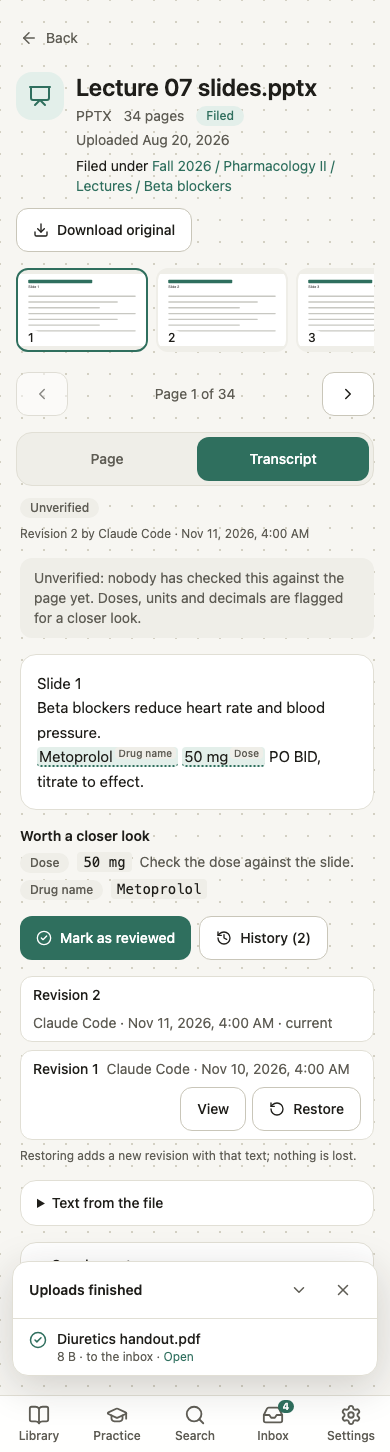 Back
Lecture 07 slides.pptx
PPTX 34 pages Filed
Uploaded Aug 20, 2026
Filed under Fall 2026 / Pharmacology II /
Lectures / Beta blockers
Download original
Slide 1
1
Slide 2
2
3
Page 1 of 34
Page
Transcript
Unverified
Revision 2 by Claude Code · Nov 11, 2026, 4:00 AM
Unverified: nobody has checked this against the
page yet. Doses, units and decimals are flagged
for a closer look.
Slide 1
Beta blockers reduce heart rate and blood
pressure.
Metoprolol Drug name 50 mg Dose PO BID,
titrate to effect.
Worth a closer look
Dose 50 mg Check the dose against the slide.
Drug name Metoprolol
Mark as reviewed
History (2)
Revision 2
Claude Code · Nov 11, 2026, 4:00 AM · current
Revision 1 Claude Code · Nov 10, 2026, 4:00 AM
View
Restore
Restoring adds a new revision with that text; nothing is lost.
Text from the file
Uploads finished
Diuretics handout.pdf
8 B · to the inbox · Open
4
Library
Practice
Search
Inbox
Settings